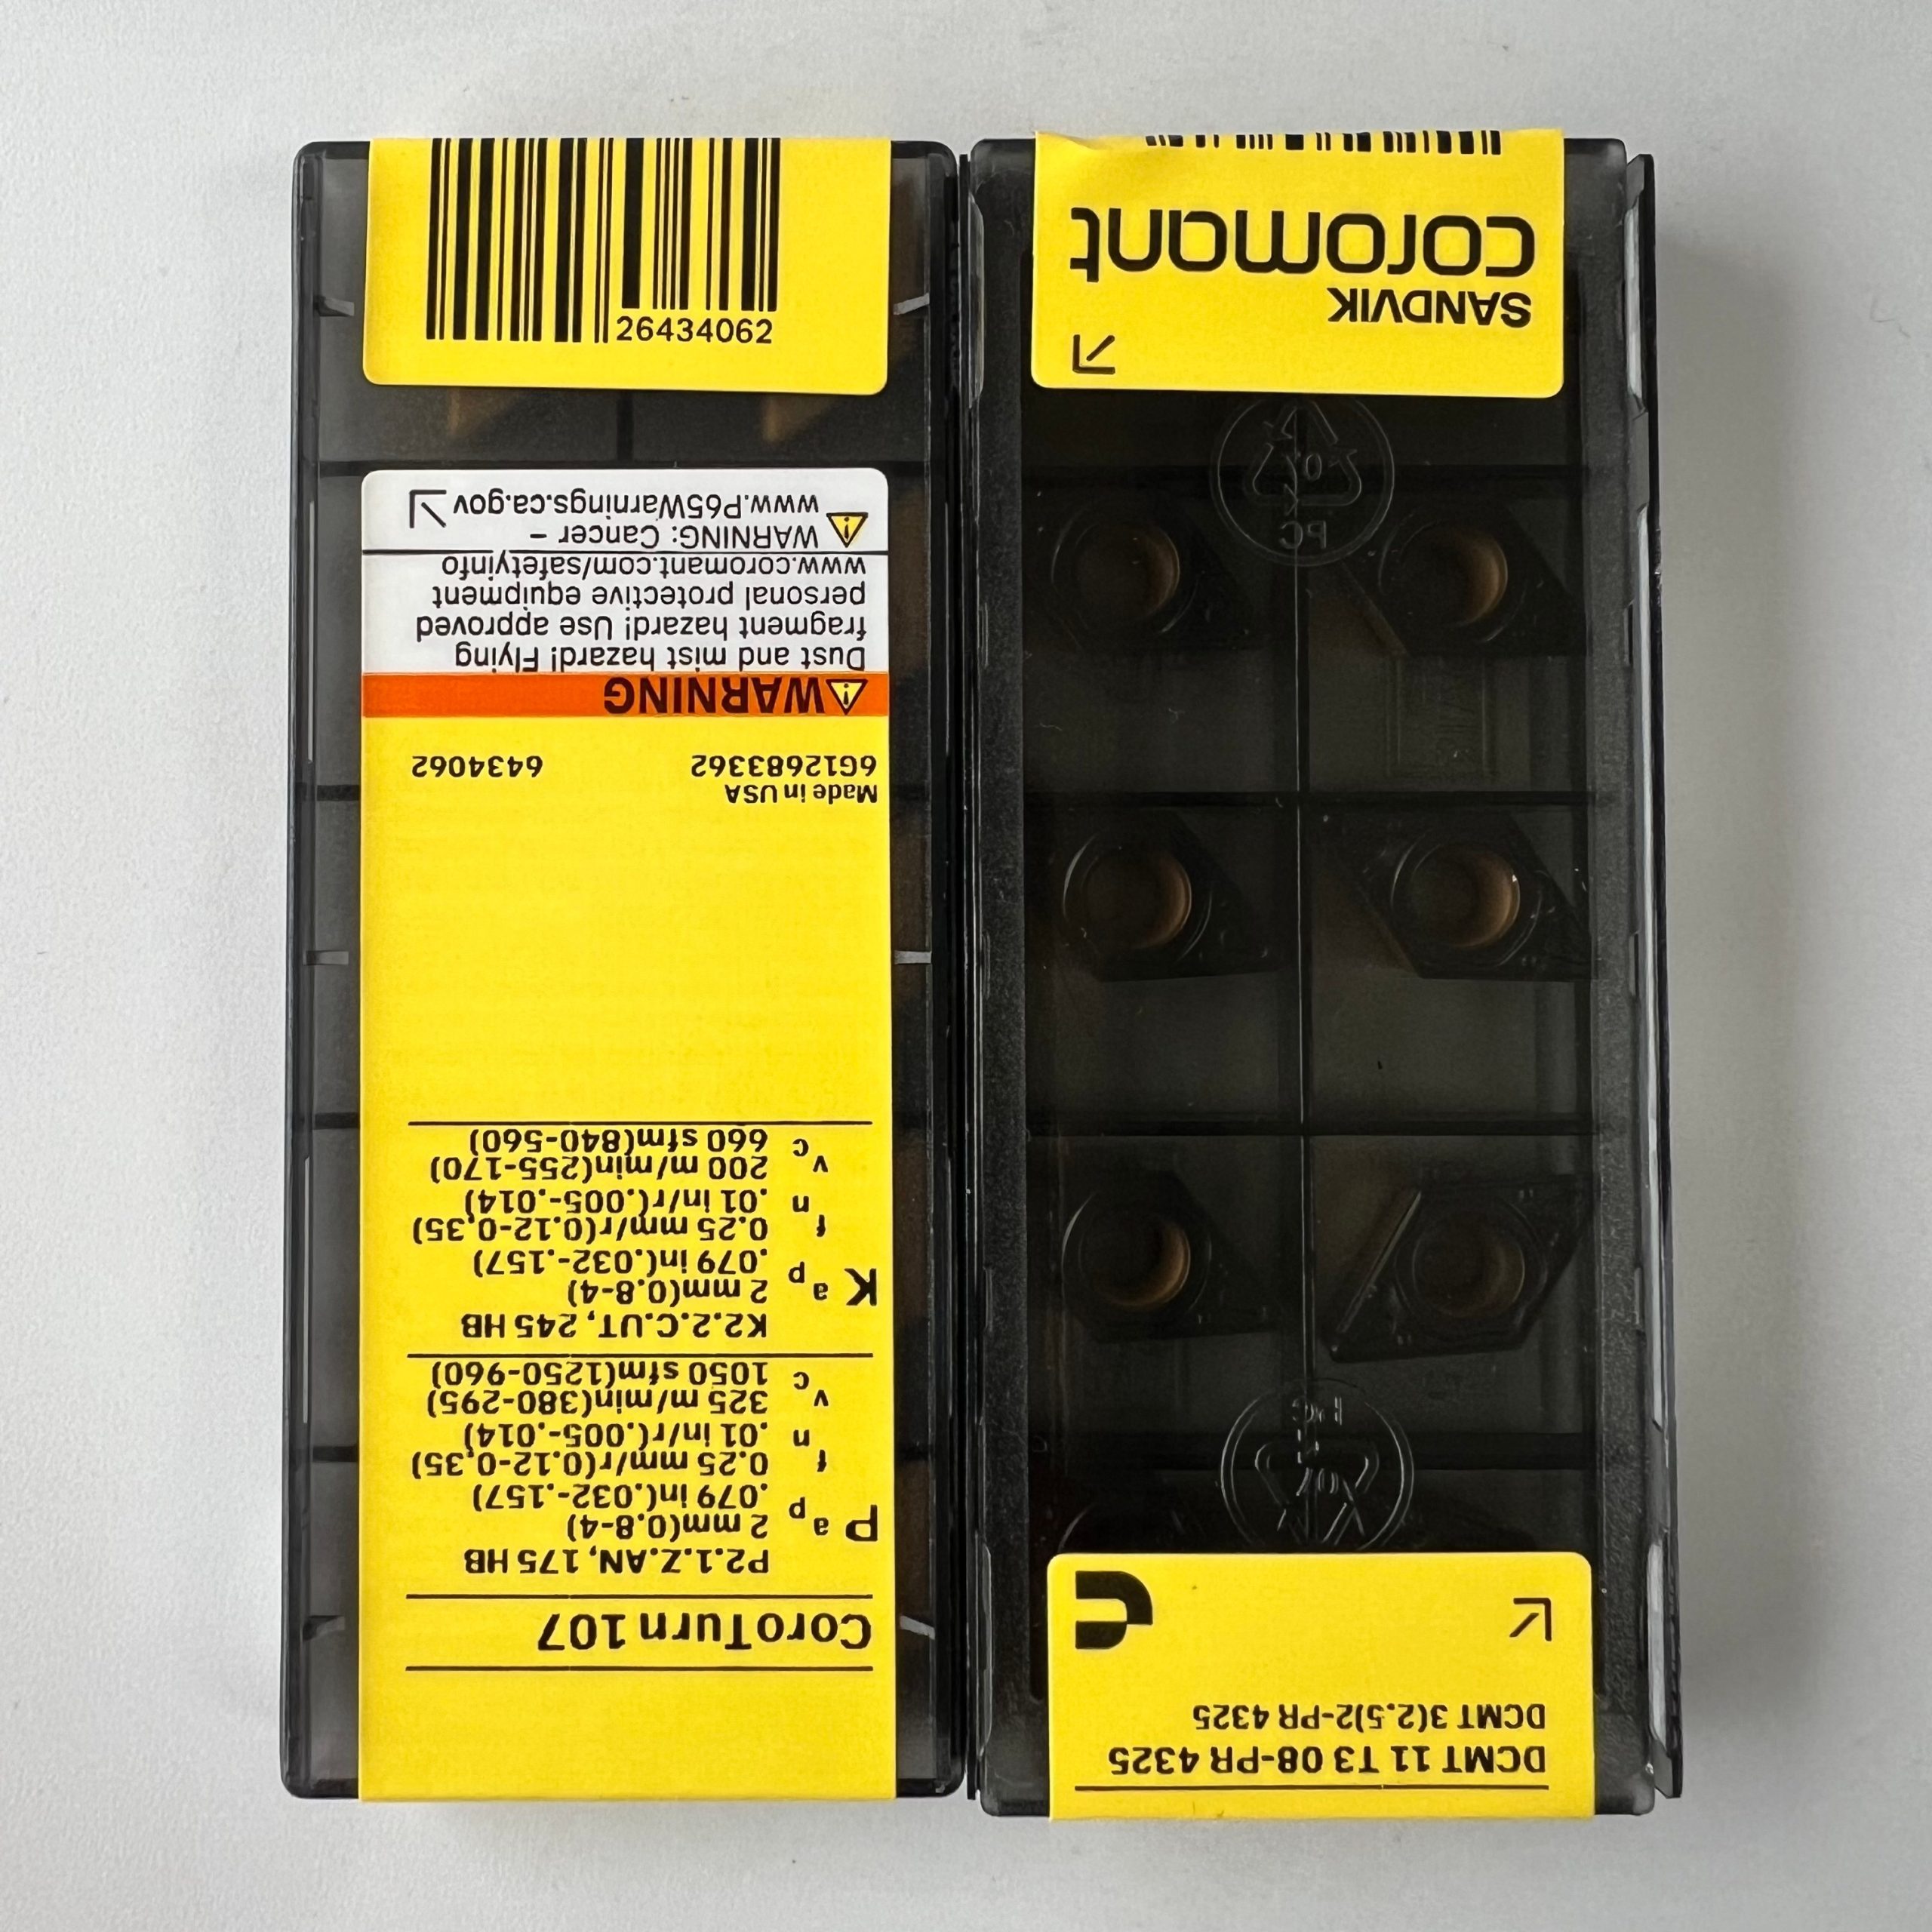 26434062
CoroTurn 107
P2.1.Z.AN, 175 HB
P
ap 2 mm(0.8-4)
.079 in(.032-.157)
fn 0.25 mm/r(0.12-0,35)
.01 in/r(.005-.014)
vc 325 m/min(380-295)
1050 sfm(1250-960)
K2.2.C.UT, 245 HB
K
ap 2 mm(0.8-4)
.079 in(.032-.157)
fn 0.25 mm/r(0.12-0,35)
.01 in/r(.005-.014)
vc 200 m/min(255-170)
660 sfm(840-560)
Made in USA
6G12683362 6434062
WARNING
Dust and mist hazard! Flying
fragment hazard! Use approved
personal protective equipment
www.coromant.com/safetyinfo
WARNING: Cancer –
www.P65Warnings.ca.gov
DCMT 11 T3 08-PR 4325
DCMT 3(2.5)2-PR 4325
PC
07
PC
07
SANDVIK
coromant